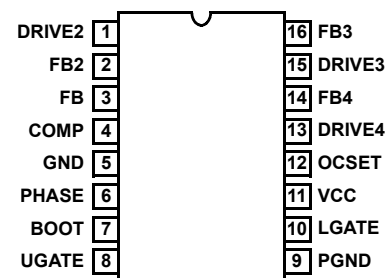 DRIVE2 1 16 FB3
FB2 2 15 DRIVE3
FB 3 14 FB4
COMP 4 13 DRIVE4
GND 5 12 OCSET
PHASE 6 11 VCC
BOOT 7 10 LGATE
UGATE 8 9 PGND